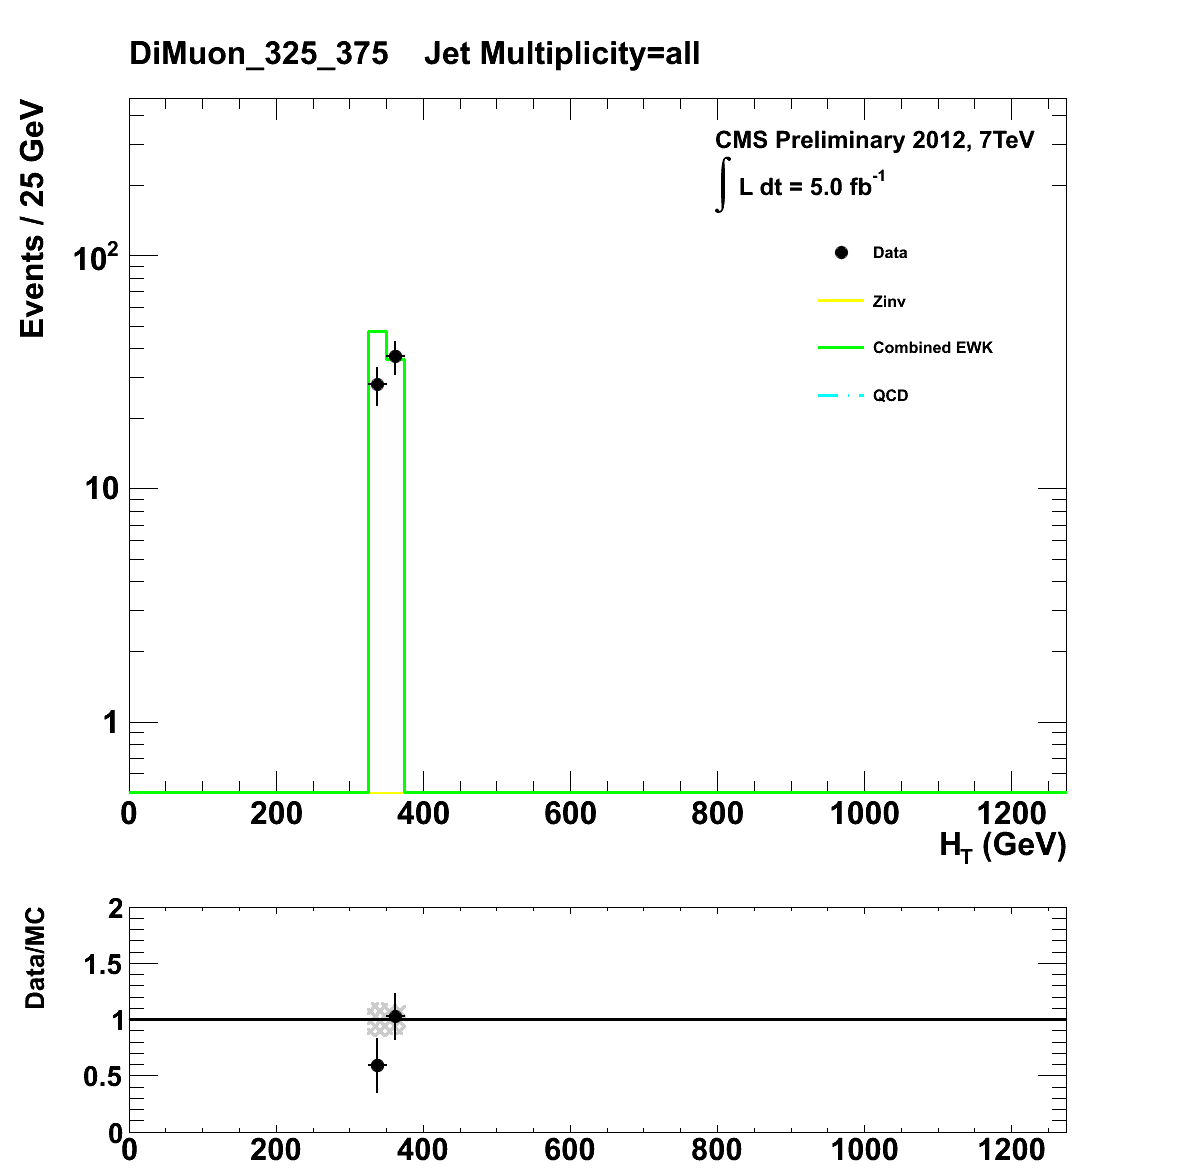 DiMuon_325_375 Jet Multiplicity=all
Events / 25 GeV
CMS Preliminary 2012, 7TeV
∫ L dt = 5.0 fb⁻¹
Data
Zinv
Combined EWK
QCD
10²
10
1
0 200 400 600 800 1000 1200
H_T (GeV)
Data/MC
2
1.5
1
0.5
0
0 200 400 600 800 1000 1200